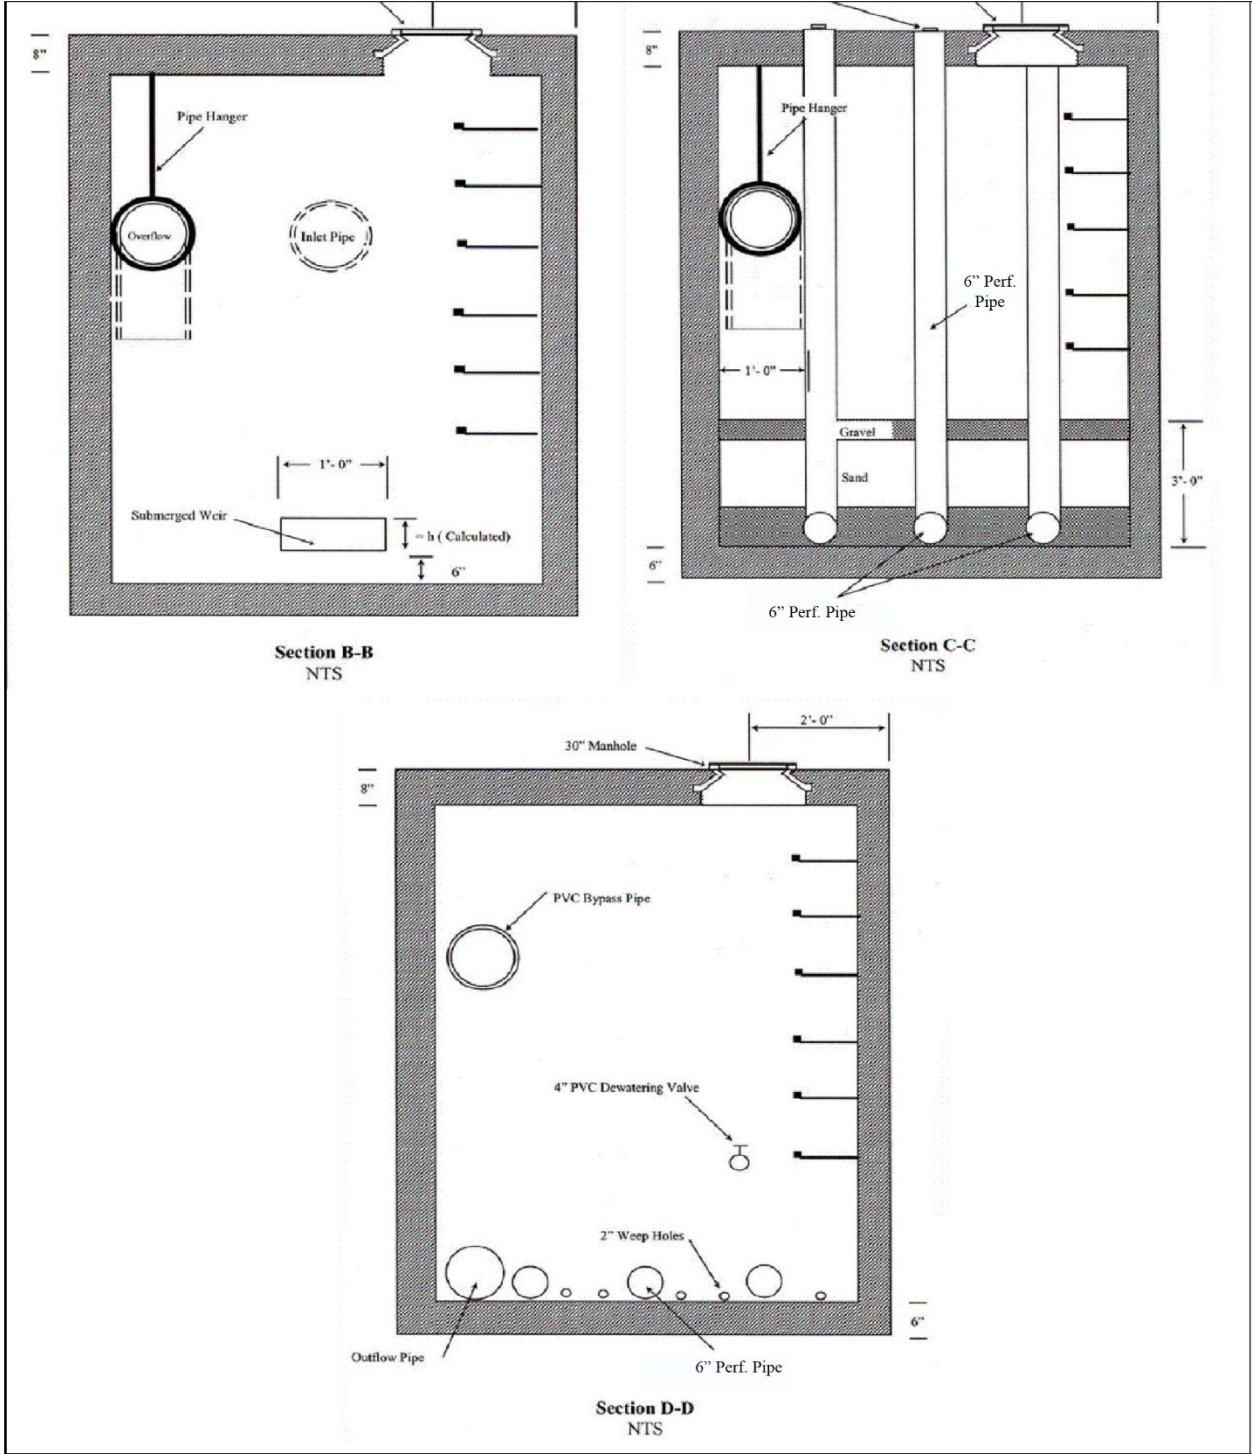 8”
Pipe Hanger
Overflow
Inlet Pipe
1’- 0”
Submerged Weir
= h ( Calculated)
6”
Section B-B
NTS
8”
Pipe Hanger
6” Perf.
Pipe
1’- 0”
Gravel
Sand
3’- 0”
6”
6” Perf. Pipe
Section C-C
NTS
2’- 0”
30” Manhole
8”
PVC Bypass Pipe
4” PVC Dewatering Valve
2” Weep Holes
6”
Outflow Pipe
6” Perf. Pipe
Section D-D
NTS